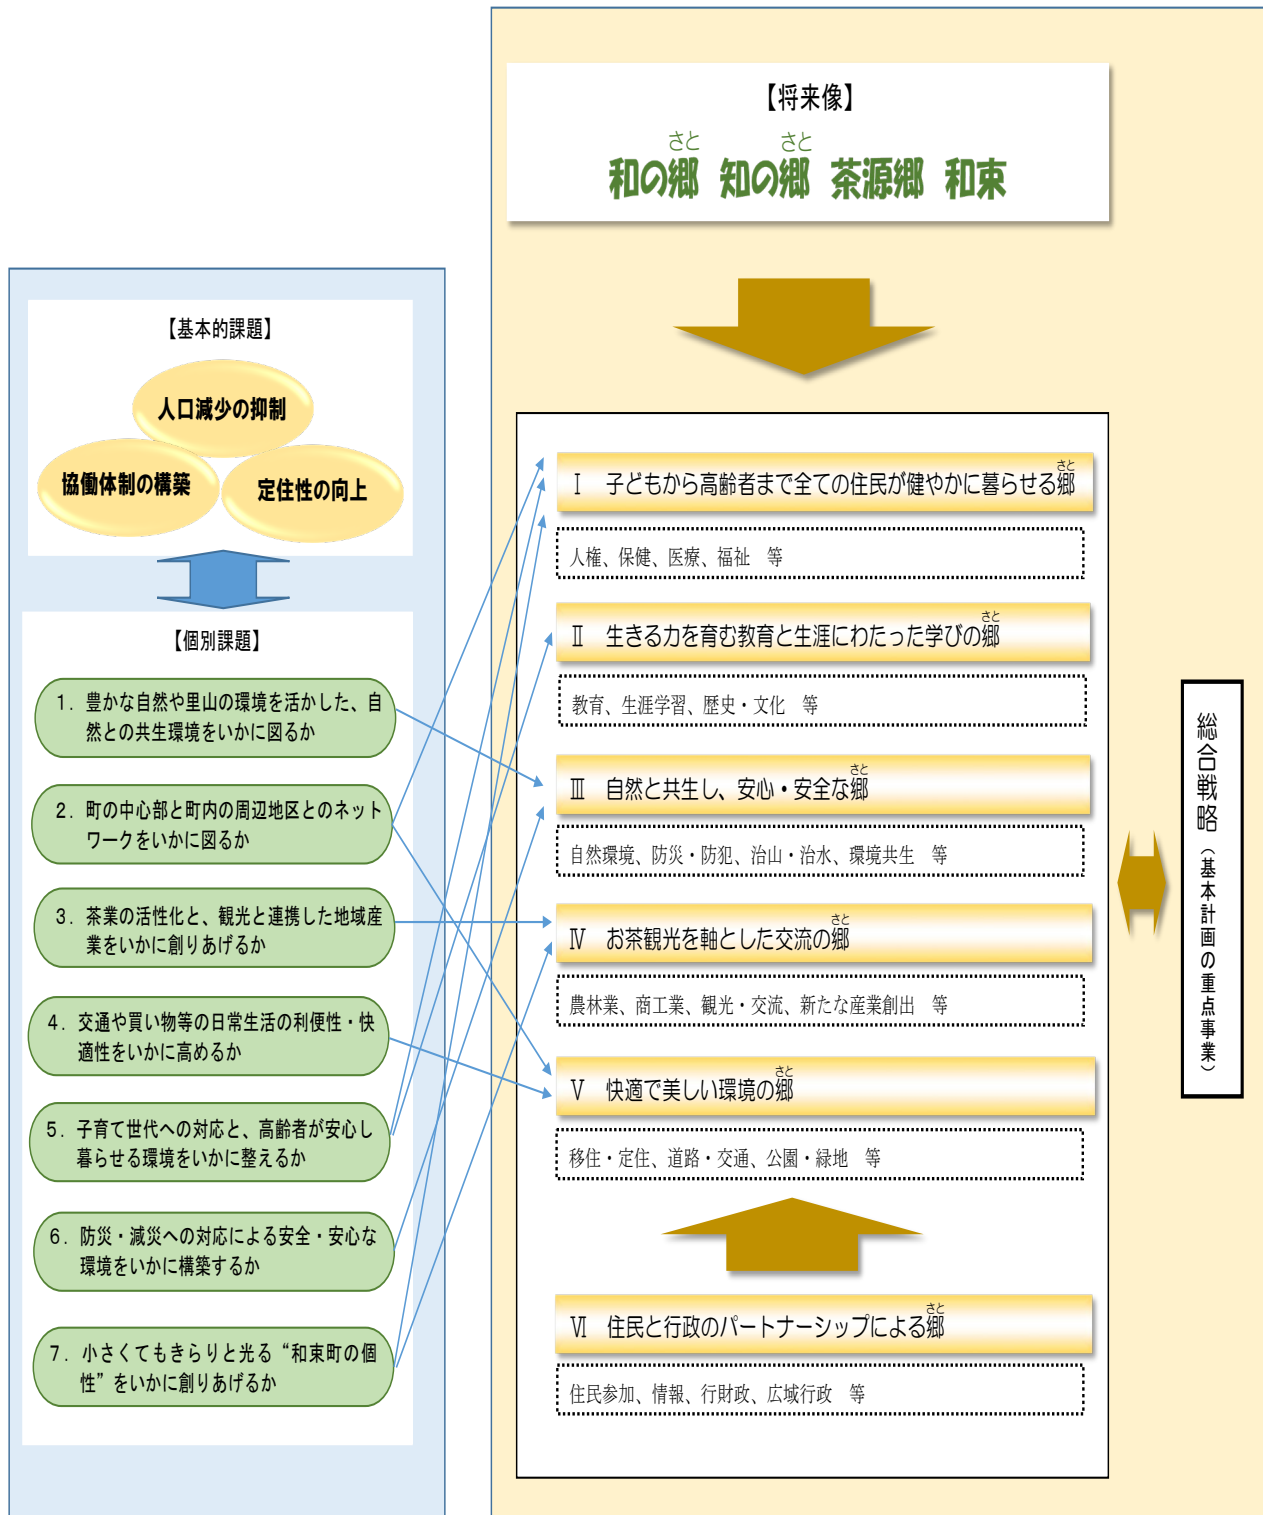 【将来像】
さと さと
和の郷 知の郷 茶源郷 和束
【基本的課題】
人口減少の抑制
協働体制の構築
定住性の向上
【個別課題】
1. 豊かな自然や里山の環境を活かした、自
然との共生環境をいかに図るか
2. 町の中心部と町内の周辺地区とのネット
ワークをいかに図るか
3. 茶業の活性化と、観光と連携した地域産
業をいかに創りあげるか
4. 交通や買い物等の日常生活の利便性・快
適性をいかに高めるか
5. 子育て世代への対応と、高齢者が安心し
暮らせる環境をいかに整えるか
6. 防災・減災への対応による安全・安心な
環境をいかに構築するか
7. 小さくてもきらりと光る“和束町の個
性”をいかに創りあげるか
さと
Ⅰ 子どもから高齢者まで全ての住民が健やかに暮らせる郷
人権、保健、医療、福祉 等
さと
Ⅱ 生きる力を育む教育と生涯にわたった学びの郷
教育、生涯学習、歴史・文化 等
さと
Ⅲ 自然と共生し、安心・安全な郷
自然環境、防災・防犯、治山・治水、環境共生 等
さと
Ⅳ お茶観光を軸とした交流の郷
農林業、商工業、観光・交流、新たな産業創出 等
さと
Ⅴ 快適で美しい環境の郷
移住・定住、道路・交通、公園・緑地 等
さと
Ⅵ 住民と行政のパートナーシップによる郷
住民参加、情報、行財政、広域行政 等
総合戦略（基本計画の重点事業）